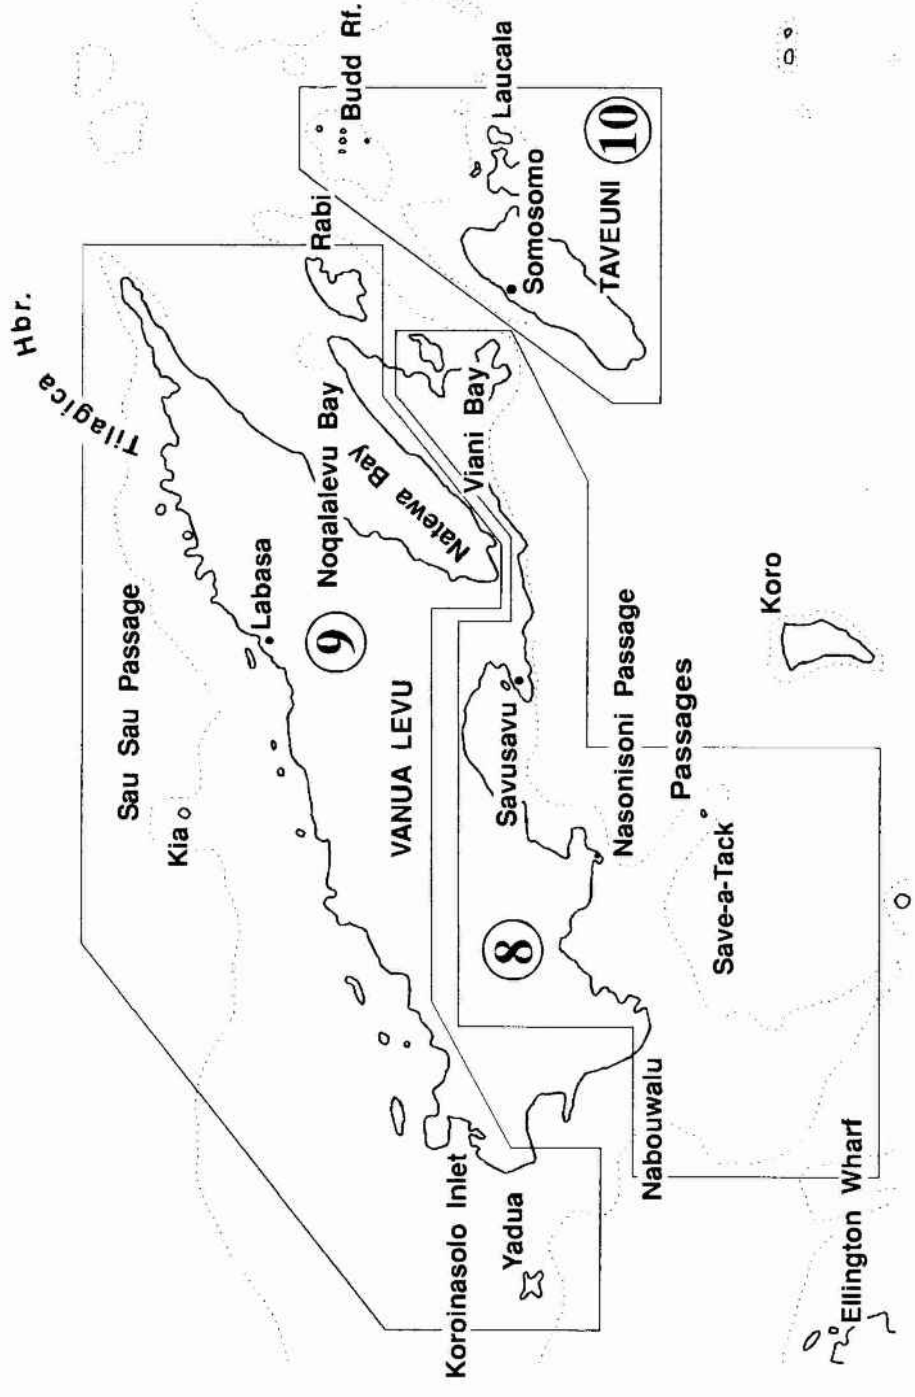 Tilagica Hbr.
Sau Sau Passage
Kia
Labasa
9
Noqalalevu Bay
Natewa Bay
Rabi
Budd Rf.
VANUA LEVU
Viani Bay
Laucala
Somosomo
TAVEUNI
10
Koroinasolo Inlet
Yadua
8
Savusavu
Nasonisoni Passage
Passages
Save-a-Tack
Nabouwalu
Koro
Ellington Wharf